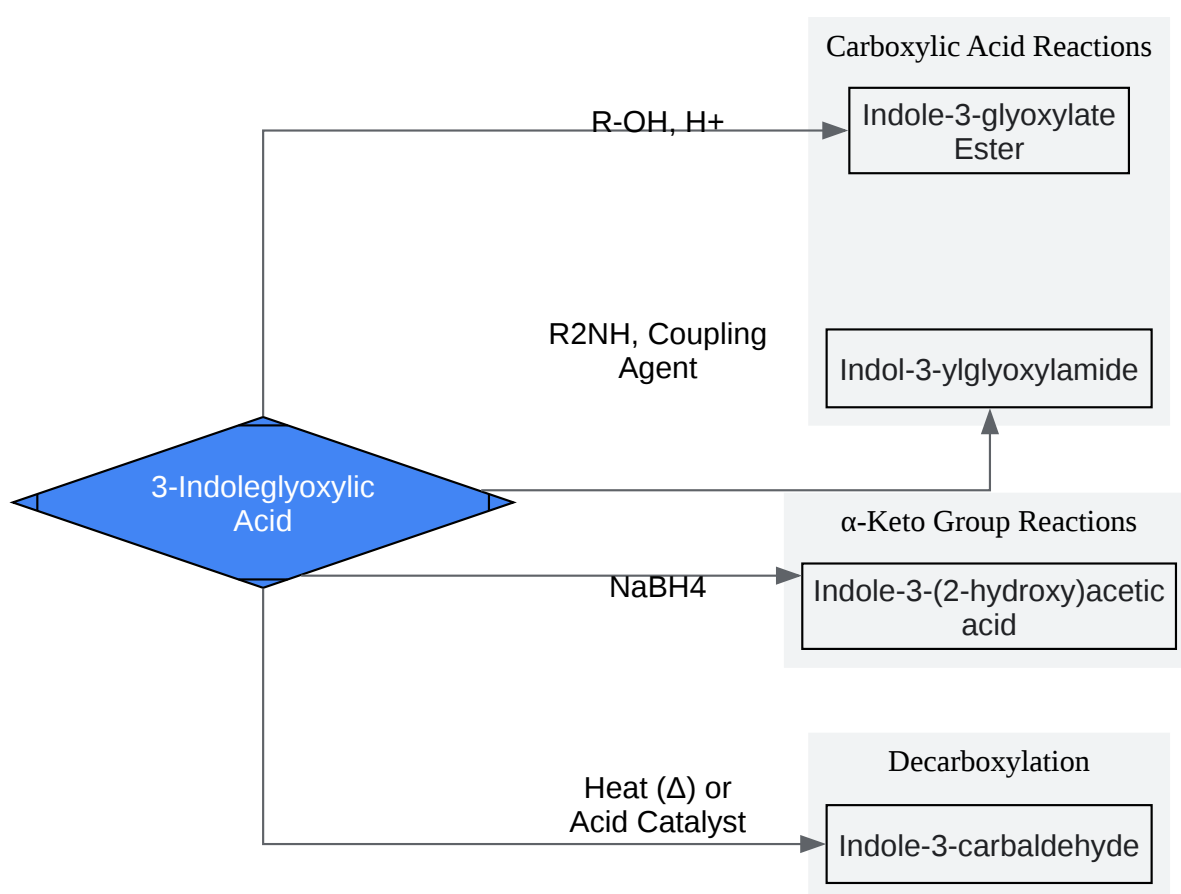 Carboxylic Acid Reactions
R-OH, H+
Indole-3-glyoxylate
Ester
R2NH, Coupling
Agent
Indol-3-ylglyoxylamide
3-Indoleglyoxylic
Acid
α-Keto Group Reactions
NaBH4
Indole-3-(2-hydroxy)acetic
acid
Decarboxylation
Heat (Δ) or
Acid Catalyst
Indole-3-carbaldehyde